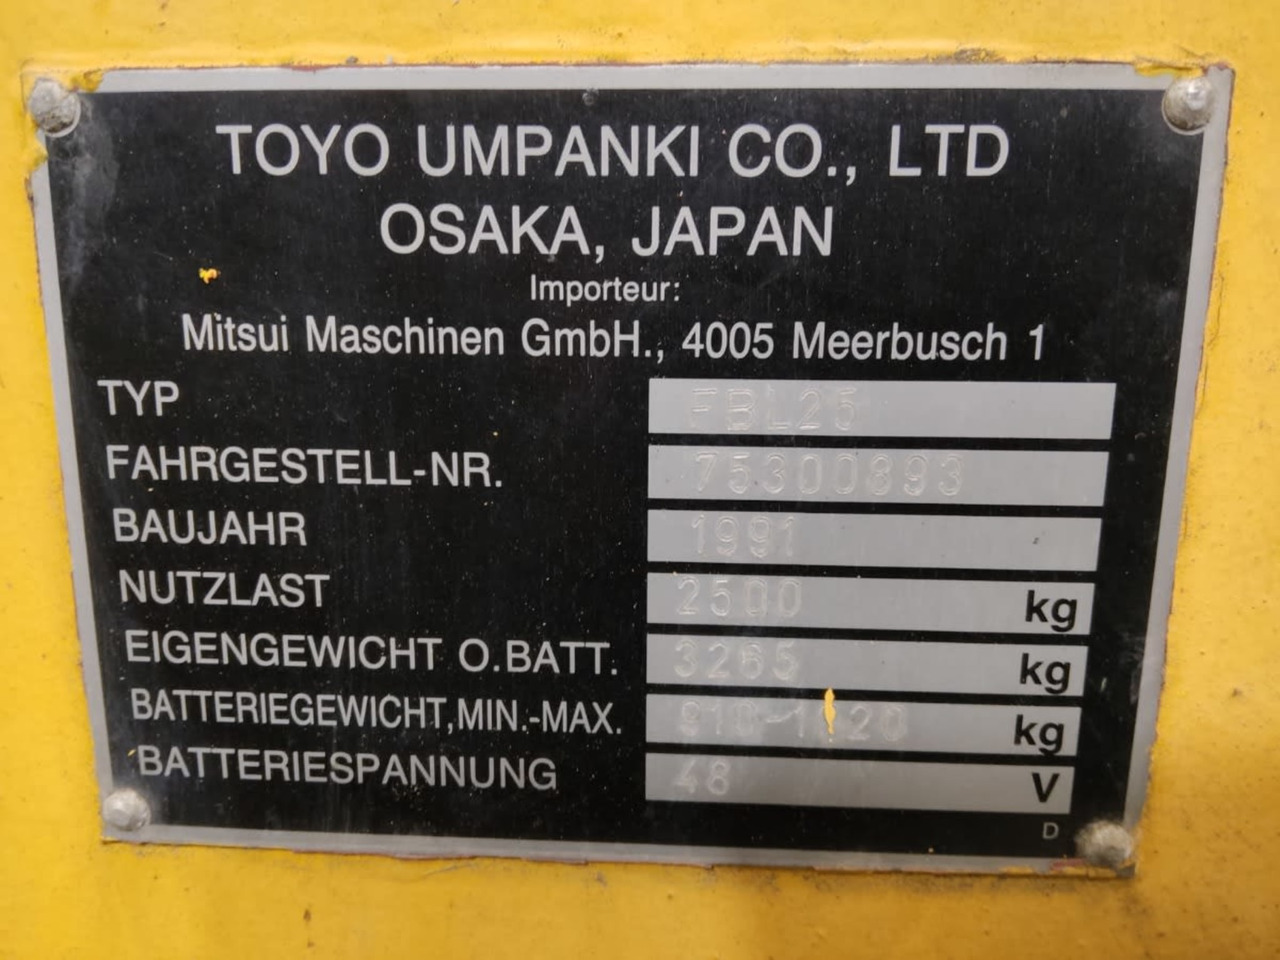 TOYO UMPANKI CO., LTD
OSAKA, JAPAN
Importeur:
Mitsui Maschinen GmbH., 4005 Meerbusch 1
TYP FBL25
FAHRGESTELL-NR. 75300893
BAUJAHR 1991
NUTZLAST 2500 kg
EIGENGEWICHT O.BATT. 3265 kg
BATTERIEGEWICHT,MIN.-MAX. kg
BATTERIESPANNUNG 48 V
D